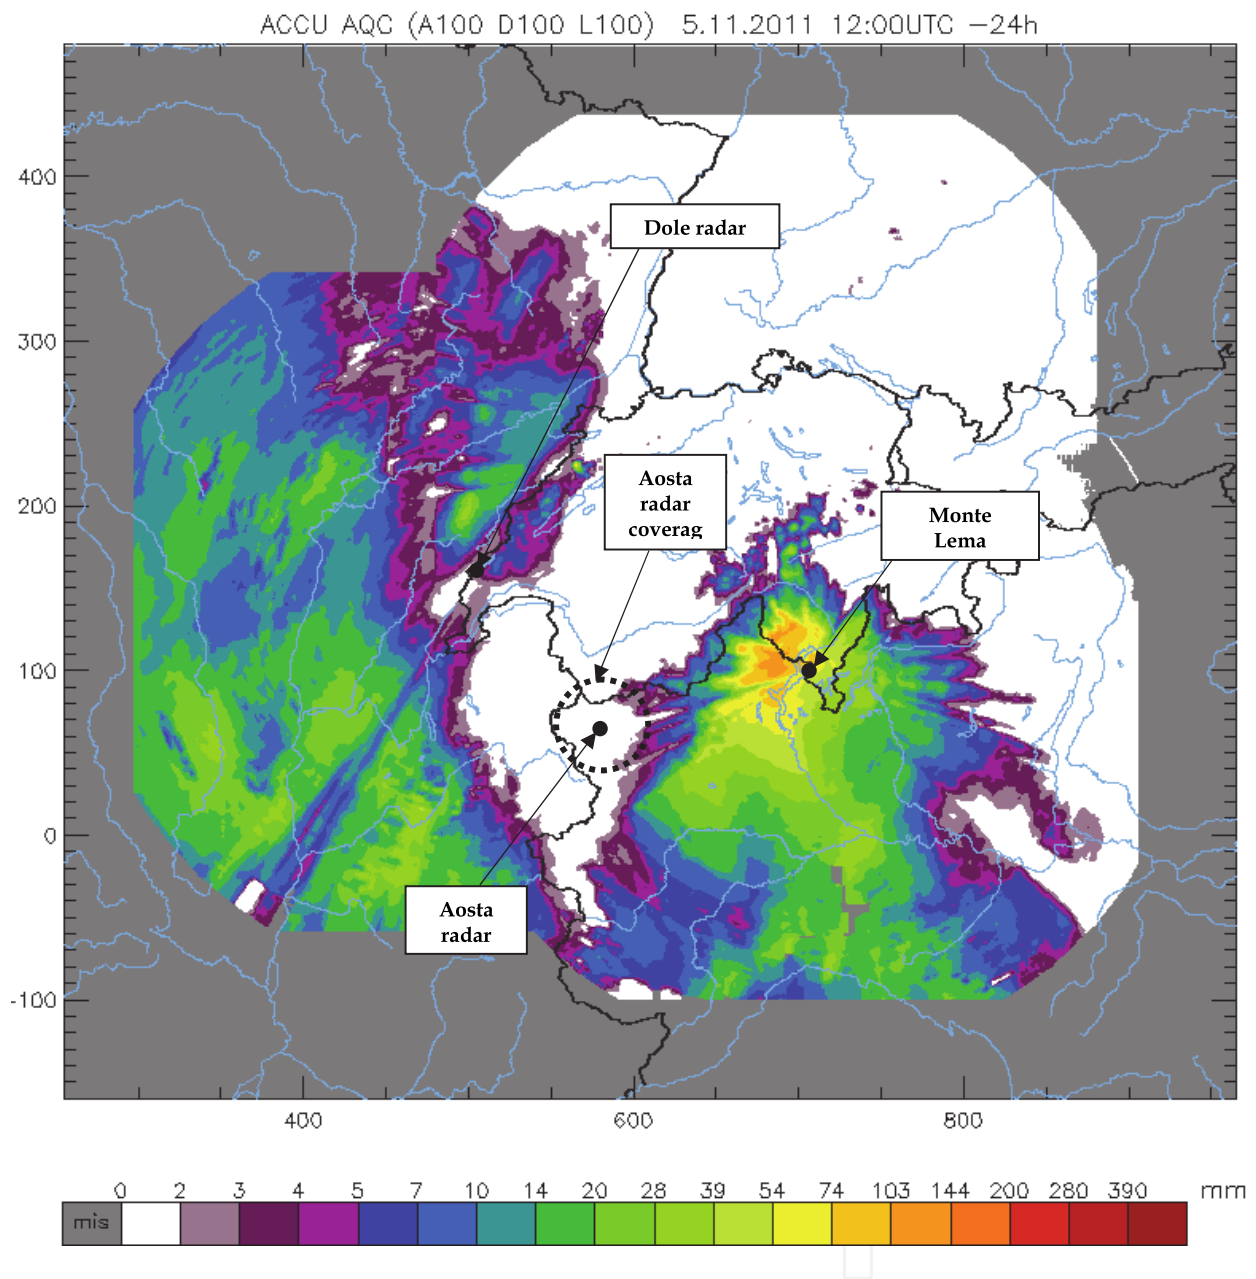 ACCU AQC (A100 D100 L100) 5.11.2011 12:00UTC −24h
400
Dole radar
300
Aosta
radar
coverag
200
Monte
Lema
100
0
Aosta
radar
-100
400 600 800
0 2 3 4 5 7 10 14 20 28 39 54 74 103 144 200 280 390 mm
mis